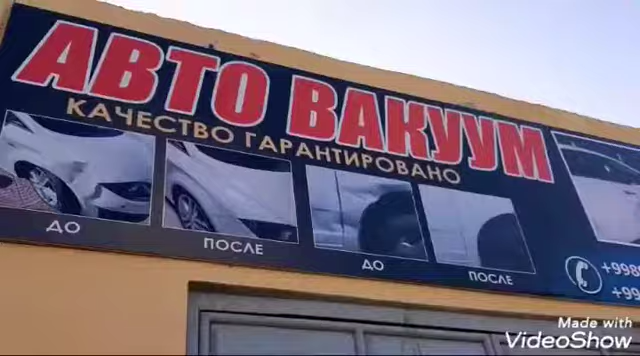 АВТО ВАКУУМ
КАЧЕСТВО ГАРАНТИРОВАНО
ДО
ПОСЛЕ
ДО
ПОСЛЕ
Made with
VideoShow